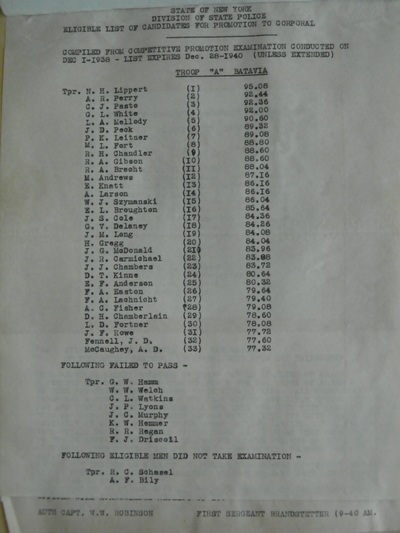 STATE OF NEW YORK
DIVISION OF STATE POLICE
ELIGIBLE LIST OF CANDIDATES FOR PROMOTION TO CORPORAL
COMPILED FROM COMPETITIVE PROMOTION EXAMINATION CONDUCTED ON
DEC 1-1938 - LIST EXPIRES Dec. 28-1940 (UNLESS EXTENDED)
TROOP "A" BATAVIA
Tpr. N. H. Lippert (1) 95.08
A. R. Perry (2) 92.44
C. J. Pasto (3) 92.36
G. L. White (4) 92.00
L. A. Mellody (5) 90.60
J. D. Peck (6) 89.32
P. K. Leitner (7) 89.08
M. L. Fort (8) 88.80
R. H. Chandler (9) 88.60
R. A. Gibson (10) 88.60
R. A. Brecht (11) 88.04
M. Andrews (12) 87.16
E. Knatt (13) 86.16
A. Larson (14) 86.16
W. J. Szymanski (15) 86.04
E. L. Broughton (16) 85.64
J. S. Cole (17) 84.36
G. V. Delaney (18) 84.26
J. M. Long (19) 84.08
H. Gregg (20) 84.04
J. G. McDonald (21) 83.96
J. R. Carmichael (22) 83.88
J. J. Chambers (23) 83.72
D. T. Kinne (24) 80.64
E. F. Anderson (25) 80.32
F. A. Easton (26) 79.64
F. A. Lachnicht (27) 79.40
A. C. Fisher (28) 79.08
D. H. Chamberlain (29) 78.60
L. D. Fortner (30) 78.08
J. F. Rowe (31) 77.72
Fennell, J. D. (32) 77.60
McCaughey, A. D. (33) 77.32
FOLLOWING FAILED TO PASS -
Tpr. G. W. Hamm
W. W. Welch
C. L. Watkins
J. P. Lyons
J. C. Murphy
K. W. Hemmer
R. R. Regan
F. J. Driscoll
FOLLOWING ELIGIBLE MEN DID NOT TAKE EXAMINATION -
Tpr. R. C. Schasel
A. F. Bily
AUTH CAPT. W.W. ROBINSON FIRST SERGEANT BRANDSTETTER (9-40 AM.